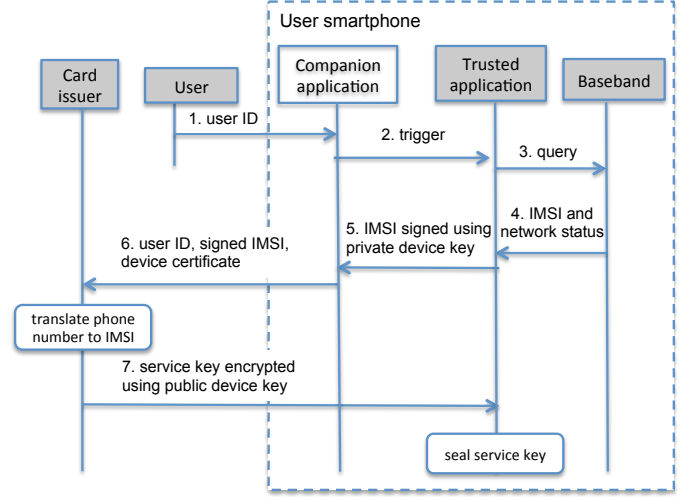 User smartphone
Card
issuer
User
Companion
application
Trusted
application
Baseband
1. user ID
2. trigger
3. query
4. IMSI and
network status
5. IMSI signed using
private device key
6. user ID, signed IMSI,
device certificate
translate phone
number to IMSI
7. service key encrypted
using public device key
seal service key